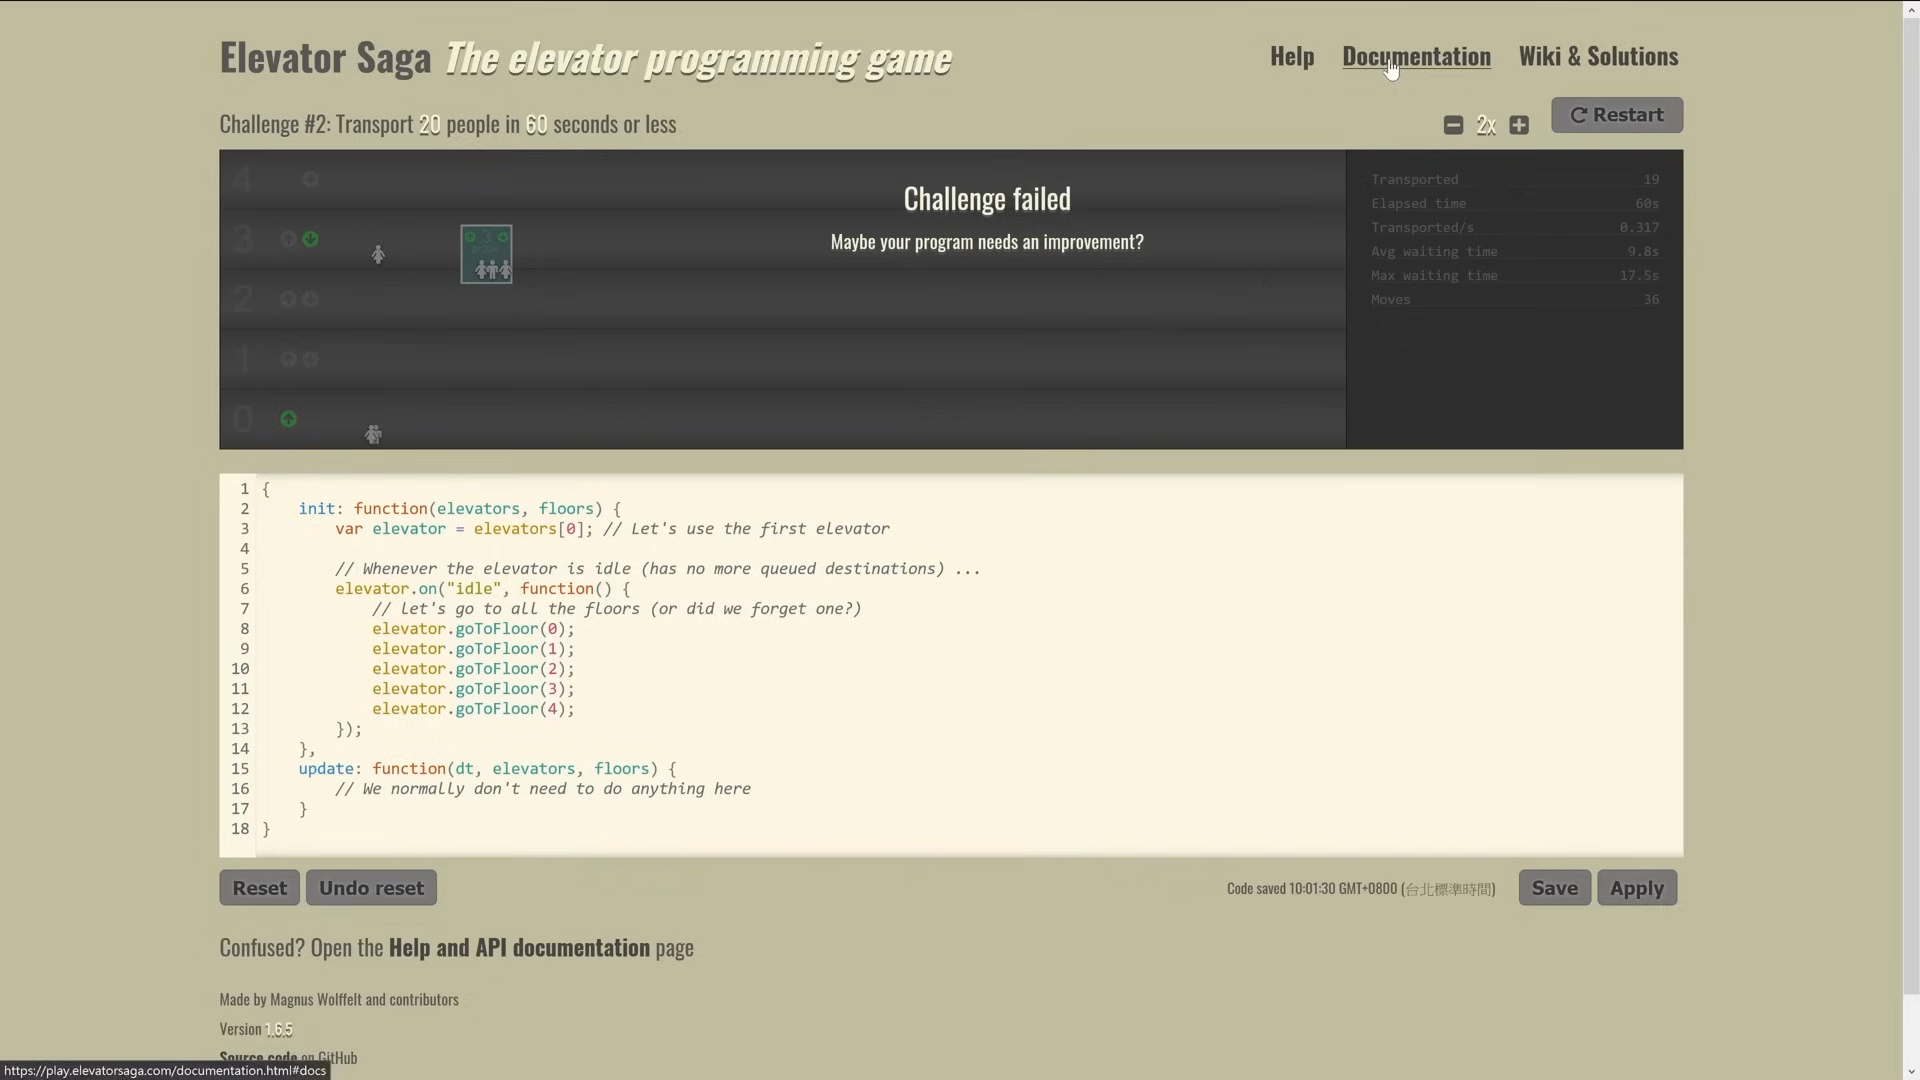 Elevator Saga The elevator programming game
Help Documentation Wiki & Solutions
Challenge #2: Transport 20 people in 60 seconds or less
2x
Restart
4
3
2
1
0
3
Challenge failed
Maybe your program needs an improvement?
Transported 19
Elapsed time 60s
Transported/s 0.317
Avg waiting time 9.8s
Max waiting time 17.5s
Moves 36
1 {
2 init: function(elevators, floors) {
3 var elevator = elevators[0]; // Let's use the first elevator
4
5 // Whenever the elevator is idle (has no more queued destinations) ...
6 elevator.on("idle", function() {
7 // let's go to all the floors (or did we forget one?)
8 elevator.goToFloor(0);
9 elevator.goToFloor(1);
10 elevator.goToFloor(2);
11 elevator.goToFloor(3);
12 elevator.goToFloor(4);
13 });
14 },
15 update: function(dt, elevators, floors) {
16 // We normally don't need to do anything here
17 }
18 }
Reset Undo reset
Code saved 10:01:30 GMT+0800 (台北標準時間)
Save Apply
Confused? Open the Help and API documentation page
Made by Magnus Wolffelt and contributors
Version 1.6.5
Source code on GitHub
https://play.elevatorsaga.com/documentation.html#docs